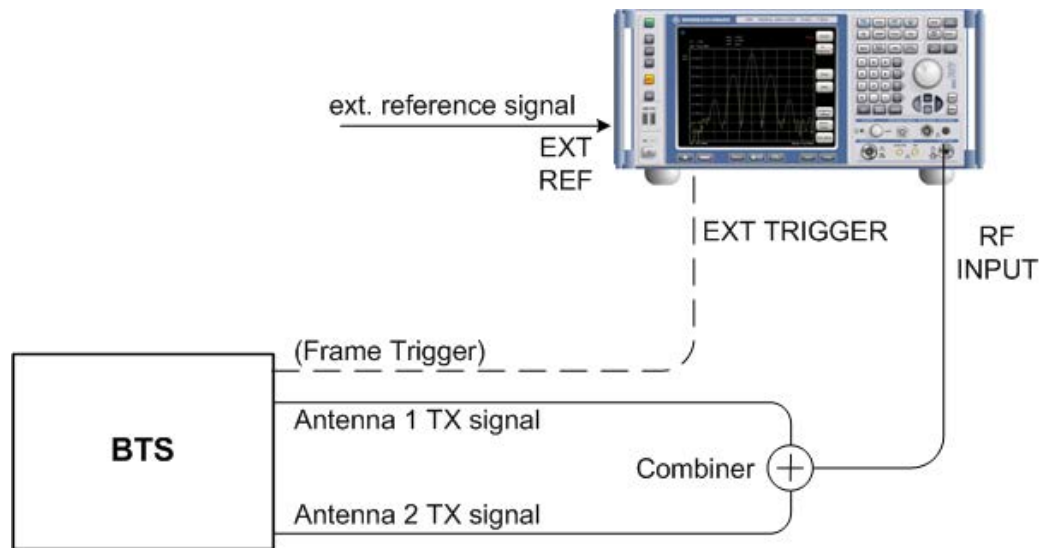 ext. reference signal
EXT
REF
EXT TRIGGER
RF
INPUT
(Frame Trigger)
Antenna 1 TX signal
BTS
Combiner
Antenna 2 TX signal